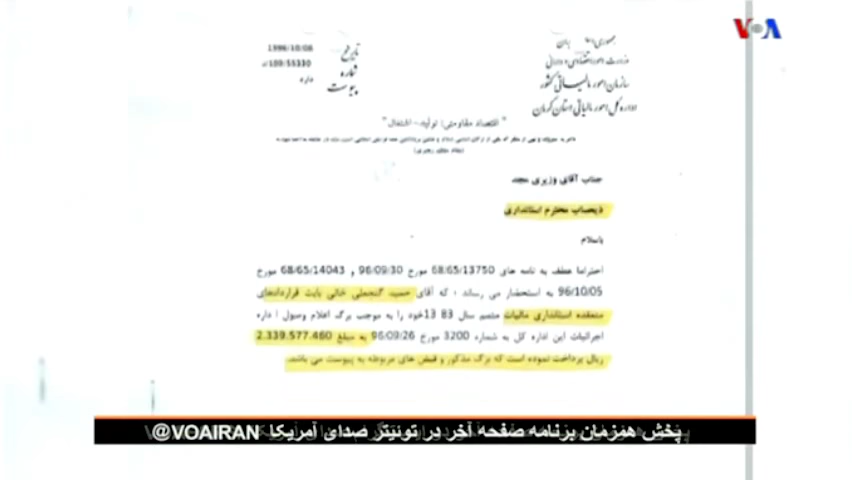 VOA
1396/10/08
تاریخ
شماره
پیوست
دارد
سازمان امور مالیاتی کشور
اداره کل امور مالیاتی استان کرمان
" اقتصاد مقاومتی: تولید - اشتغال "
جناب آقای وزیری مجد
ذیحساب محترم استانداری
باسلام
احتراما عطف به نامه های 68/65/13750 مورخ 96/09/30 و 68/65/14043 مورخ
96/10/05 به استحضار می رساند ؛ که آقای حمید گنجعلی خانی بابت قراردادهای
منعقده استانداری مالیات متمم سال 83 13خود را به موجب برگ اعلام وصول ا داره
اجرائیات این اداره کل به شماره 3200 مورخ 96/09/26 به مبلغ 2.339.577.460
ریال پرداخت نموده است که برگ مذکور و قبض های مربوطه به پیوست می باشد.
پخش همزمان برنامه صفحه آخر در توئیتر صدای آمریکا @VOAIRAN